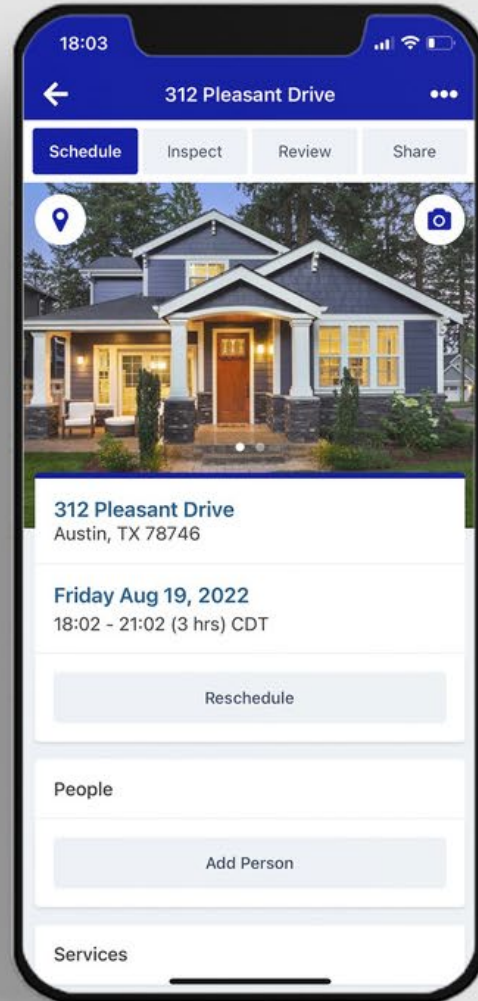 18:03
312 Pleasant Drive
Schedule Inspect Review Share
312 Pleasant Drive
Austin, TX 78746
Friday Aug 19, 2022
18:02 - 21:02 (3 hrs) CDT
Reschedule
People
Add Person
Services